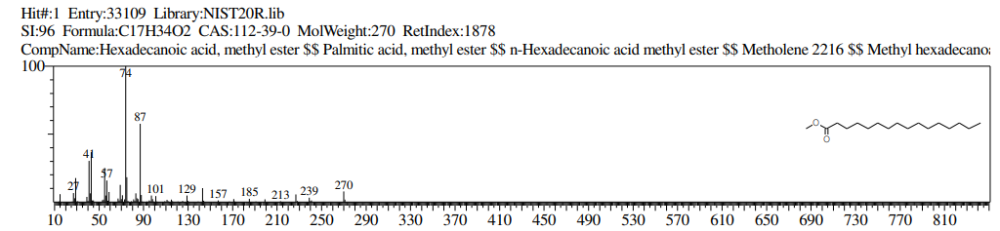 Hit#:1 Entry:33109 Library:NIST20R.lib
SI:96 Formula:C17H34O2 CAS:112-39-0 MolWeight:270 RetIndex:1878
CompName:Hexadecanoic acid, methyl ester $$ Palmitic acid, methyl ester $$ n-Hexadecanoic acid methyl ester $$ Metholene 2216 $$ Methyl hexadecano
100
74
87
O
O
41
57
27
101 129 157 185 213 239 270
10 50 90 130 170 210 250 290 330 370 410 450 490 530 570 610 650 690 730 770 810